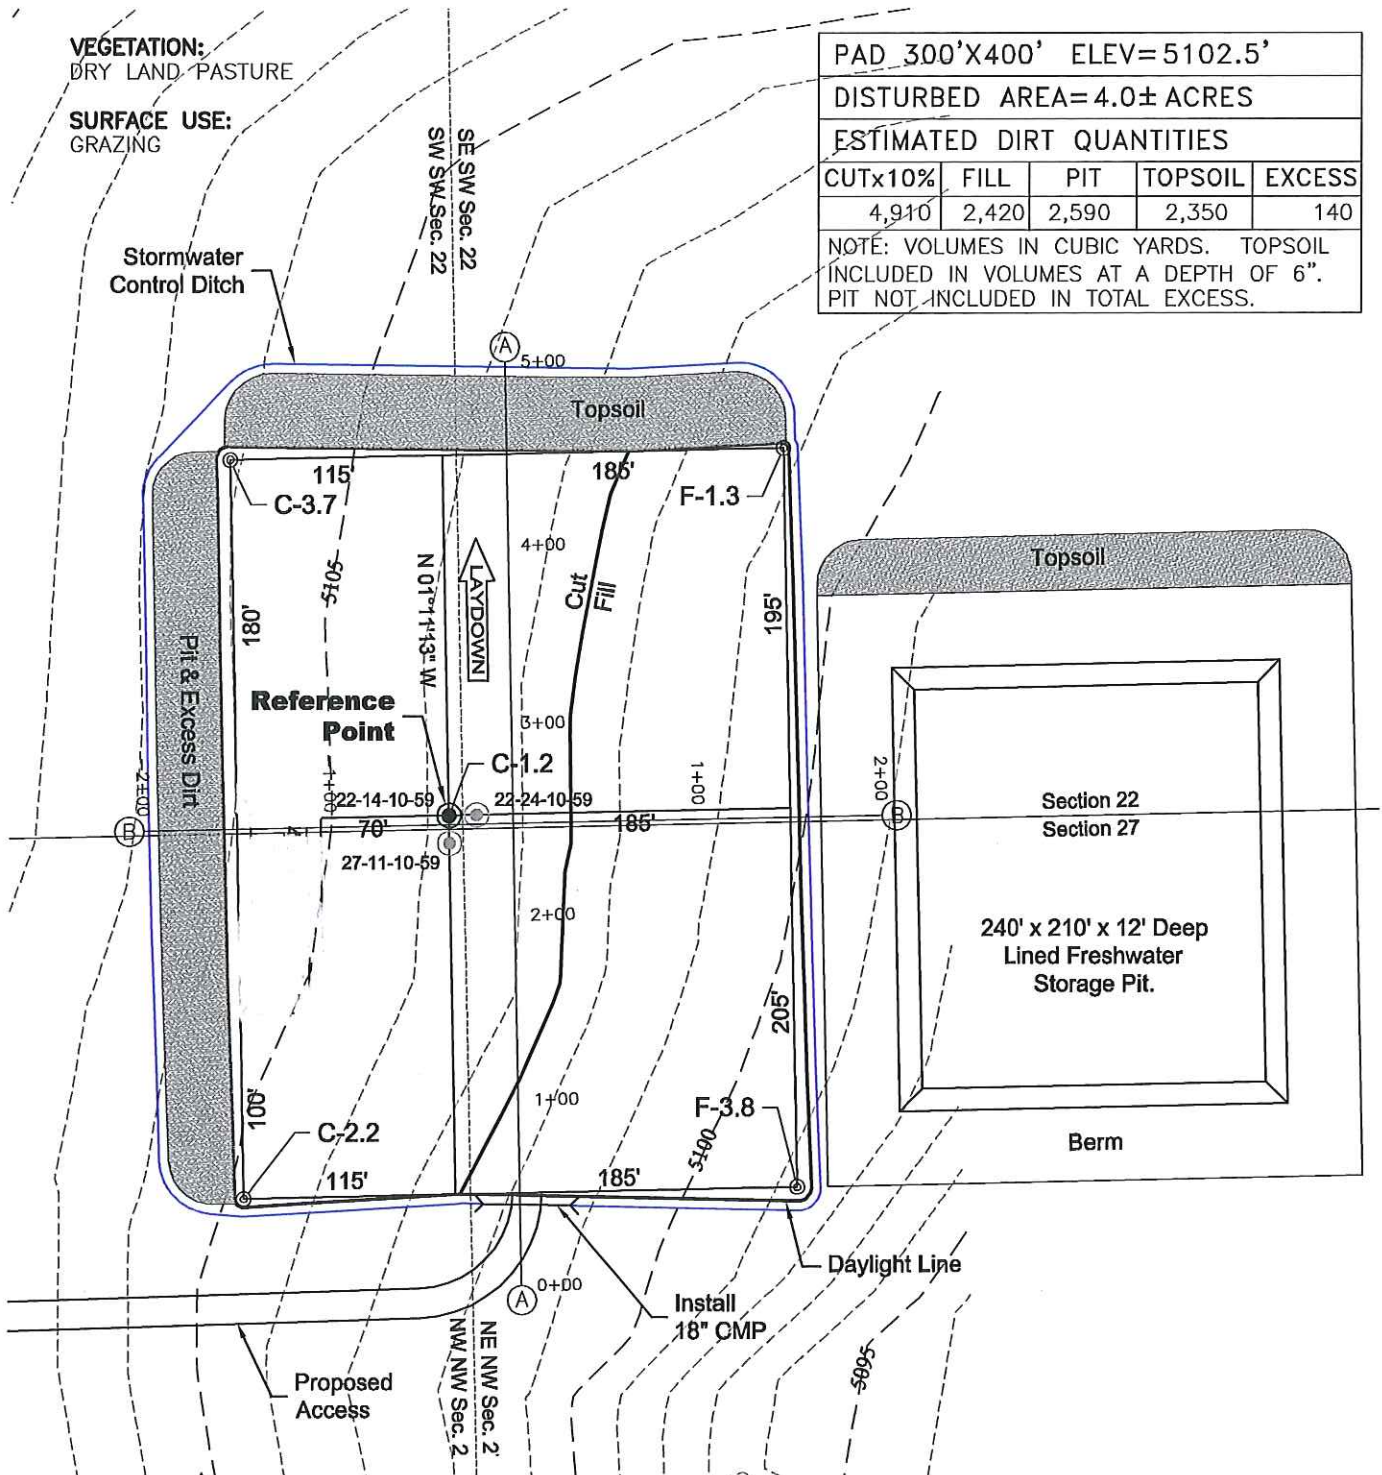 VEGETATION:
DRY LAND PASTURE
SURFACE USE:
GRAZING
PAD 300'X400' ELEV=5102.5'
DISTURBED AREA=4.0± ACRES
ESTIMATED DIRT QUANTITIES
CUTx10% FILL PIT TOPSOIL EXCESS
4,910 2,420 2,590 2,350 140
NOTE: VOLUMES IN CUBIC YARDS. TOPSOIL
INCLUDED IN VOLUMES AT A DEPTH OF 6".
PIT NOT INCLUDED IN TOTAL EXCESS.
SE SW Sec. 22
SW SW Sec. 22
Stormwater
Control Ditch
A
5+00
Topsoil
115'
185'
C-3.7
F-1.3
4+00
5105
N 01°11'13" W
LAYDOWN
Cut
Fill
180'
195'
Topsoil
Pit & Excess Dirt
Reference
Point
3+00
C-1.2
2+00
1+00
22-14-10-59
22-24-10-59
1+00
2+00
B
70'
185'
B
27-11-10-59
Section 22
Section 27
2+00
240' x 210' x 12' Deep
Lined Freshwater
Storage Pit.
205'
100'
1+00
C-2.2
F-3.8
5100
115'
185'
Berm
Daylight Line
A
0+00
Install
18" CMP
NE NW Sec. 2
NW NW Sec. 2
5095
Proposed
Access